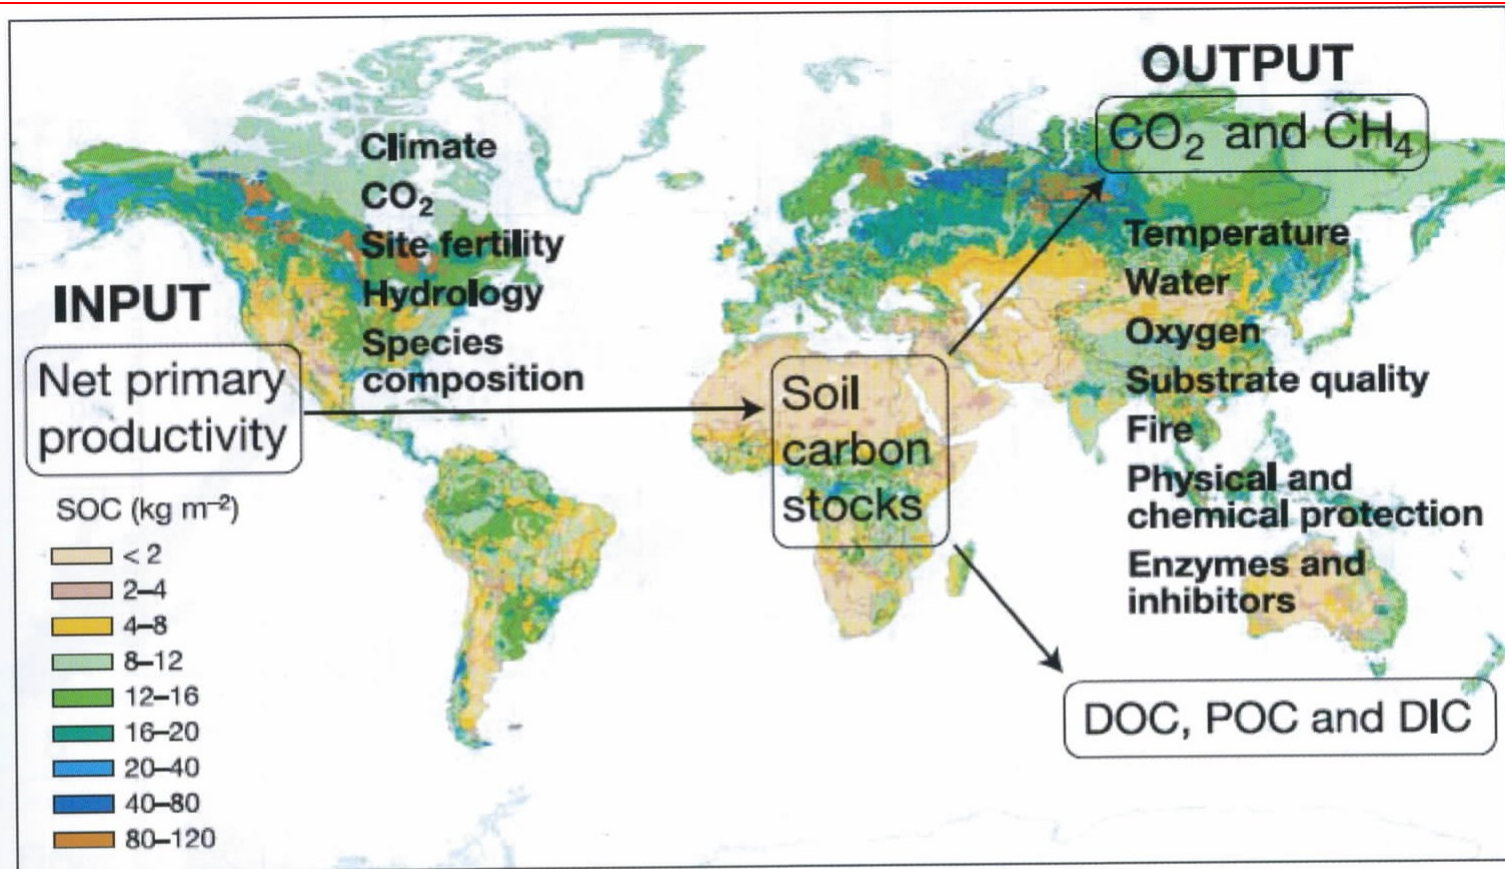 INPUT
Net primary
productivity
Climate
CO₂
Site fertility
Hydrology
Species
composition
Soil
carbon
stocks
OUTPUT
CO₂ and CH₄
Temperature
Water
Oxygen
Substrate quality
Fire
Physical and
chemical protection
Enzymes and
inhibitors
DOC, POC and DIC
SOC (kg m⁻²)
< 2
2–4
4–8
8–12
12–16
16–20
20–40
40–80
80–120